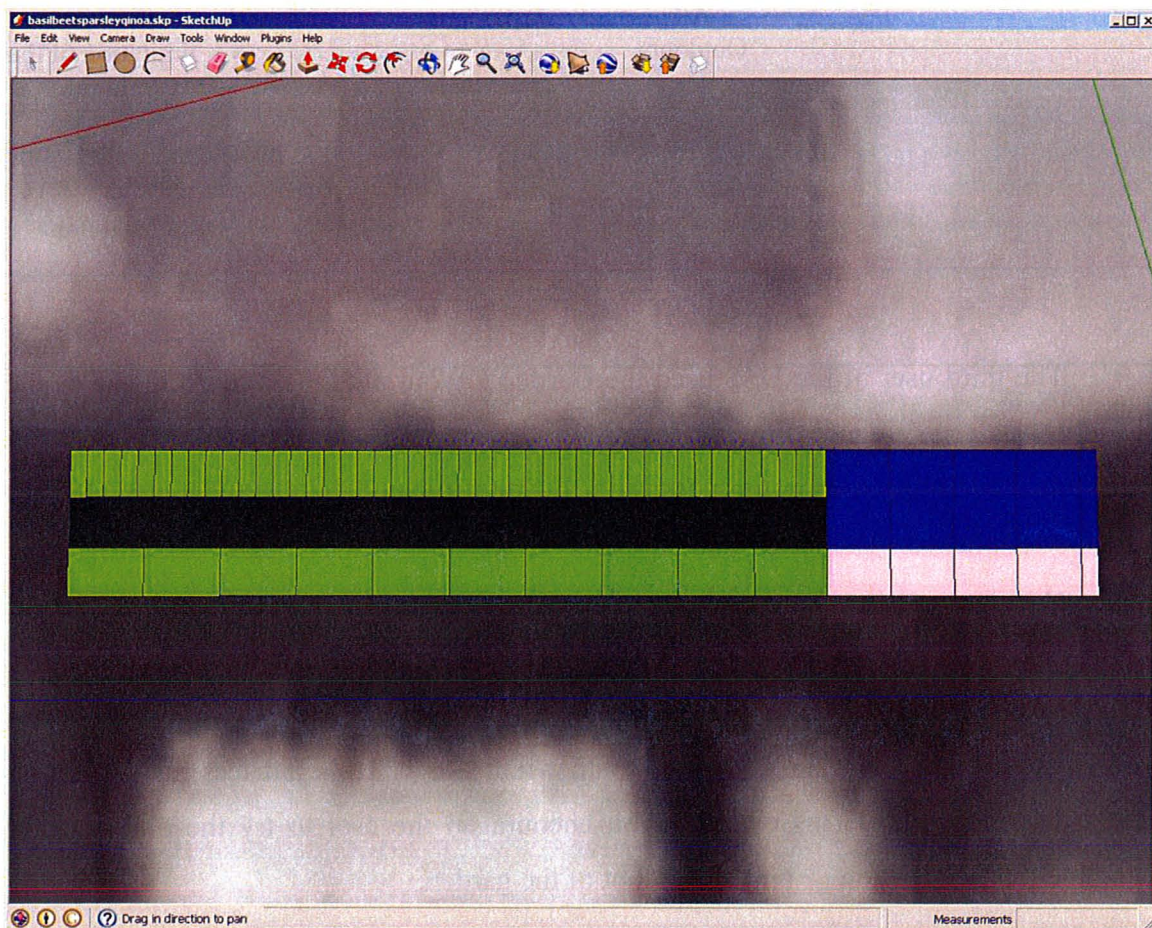 basilbeetsparsleyqinoa.skp - SketchUp
File Edit View Camera Draw Tools Window Plugins Help
Drag in direction to pan
Measurements